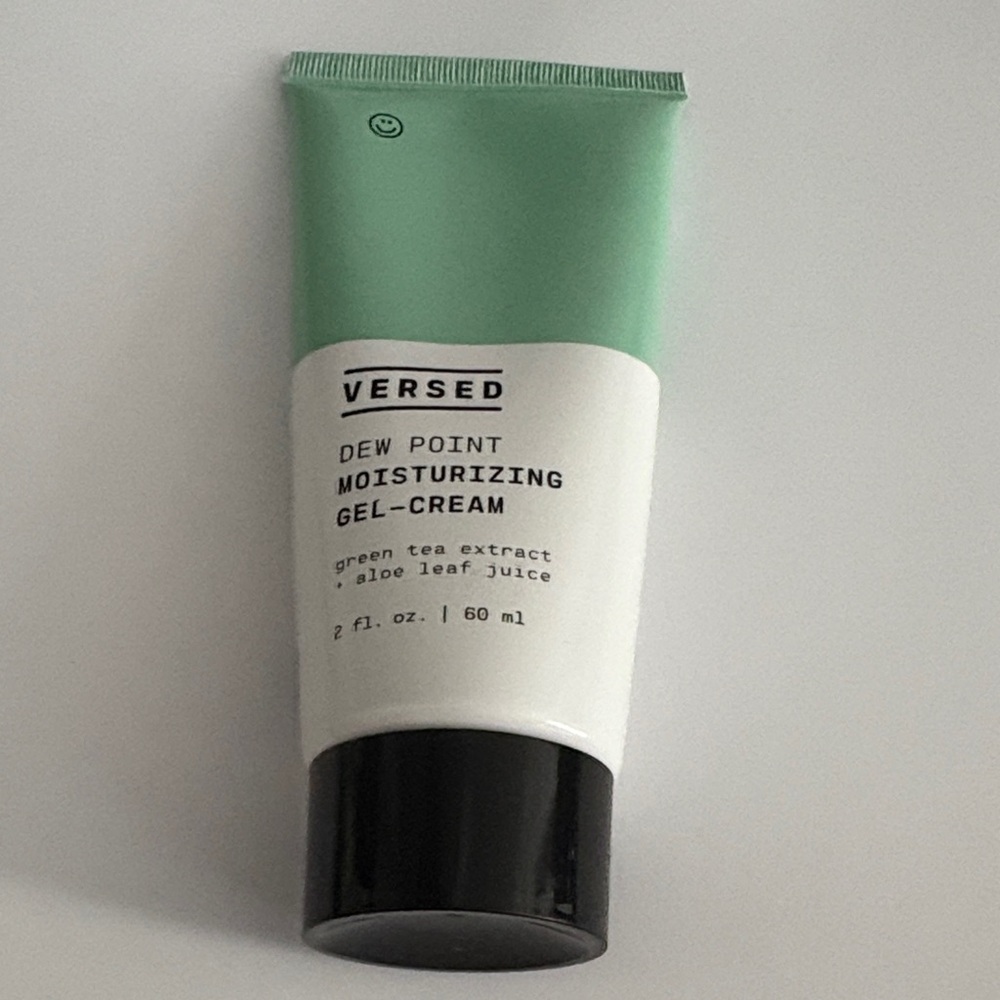 VERSED
DEW POINT
MOISTURIZING
GEL-CREAM
green tea extract
+ aloe leaf juice
2 fl. oz. | 60 ml